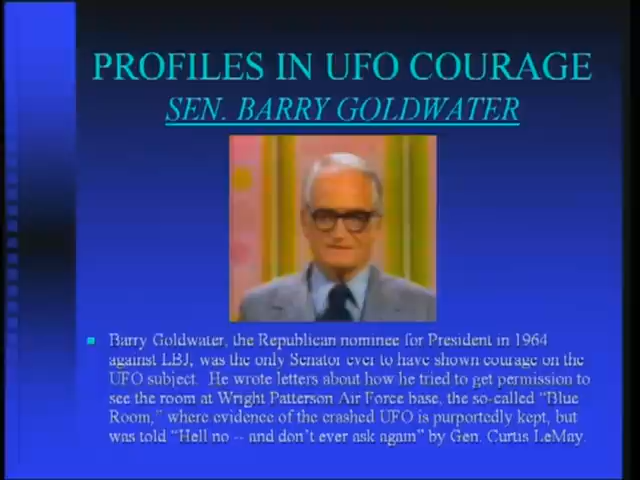 PROFILES IN UFO COURAGE
SEN. BARRY GOLDWATER
Barry Goldwater, the Republican nominee for President in 1964
against LBJ, was the only Senator ever to have shown courage on the
UFO subject. He wrote letters about how he tried to get permission to
see the room at Wright Patterson Air Force base, the so-called "Blue
Room," where evidence of the crashed UFO is purportedly kept, but
was told "Hell no -- and don't ever ask again" by Gen. Curtis LeMay.